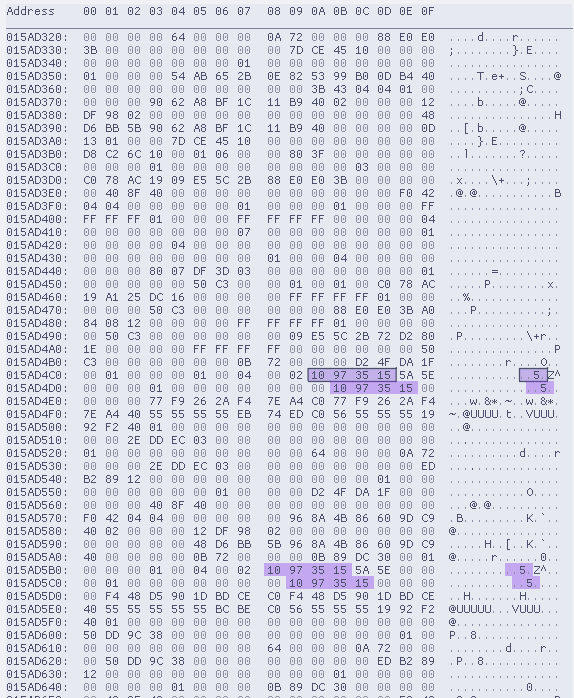 Address 00 01 02 03 04 05 06 07 08 09 0A 0B 0C 0D 0E 0F
015AD320: 00 00 00 00 64 00 00 00 0A 72 00 00 00 88 E0 E0 ....d....r......
015AD330: 3B 00 00 00 00 00 00 00 00 7D CE 45 10 00 00 00 ;........}.E....
015AD340: 00 00 00 00 00 00 00 01 00 00 00 00 00 00 00 00 ................
015AD350: 01 00 00 00 54 AB 65 2B 0E 82 53 99 B0 DB B4 40 ....T.e+..S....@
015AD360: 00 00 00 00 00 00 00 00 00 00 3B 43 04 04 01 00 ..........;C....
015AD370: 00 00 00 90 62 A8 BF 1C 11 B9 40 02 00 00 00 12 ....b.....@.....
015AD380: DF 98 02 00 00 00 00 00 00 00 00 00 00 00 00 48 ...............H
015AD390: D6 BB 5B 90 62 A8 BF 1C 11 B9 40 00 00 00 00 0D ..[.b.....@.....
015AD3A0: 13 01 00 00 7D CE 45 10 00 00 00 00 00 00 00 00 ....}.E.........
015AD3B0: D8 C2 6C 10 00 01 06 00 00 80 3F 00 00 00 00 00 ..l.......?.....
015AD3C0: 00 00 00 01 00 00 00 00 00 00 00 00 03 00 00 00 ................
015AD3D0: C0 78 AC 19 09 E5 5C 2B 88 E0 E0 3B 00 00 00 00 .x....\+...;....
015AD3E0: 00 40 8F 40 00 00 00 00 00 00 00 00 00 00 F0 42 .@.@...........B
015AD3F0: 04 04 00 00 00 00 00 01 00 00 00 01 00 00 00 FF ................
015AD400: FF FF FF 01 00 00 00 00 FF FF FF FF 00 00 00 04 ................
015AD410: 00 00 00 00 00 00 00 07 00 00 00 01 00 00 00 00 ................
015AD420: 00 00 00 00 04 00 00 00 00 00 00 00 00 00 00 00 ................
015AD430: 00 00 00 00 00 00 00 00 01 00 00 04 00 00 00 00 ................
015AD440: 00 00 00 80 07 DF 3D 03 00 00 00 00 00 00 00 01 ......=.........
015AD450: 00 00 00 00 00 50 C3 00 00 01 00 01 00 C0 78 AC .....P........x.
015AD460: 19 A1 25 DC 16 00 00 00 00 FF FF FF FF 01 00 00 ..%.............
015AD470: 00 00 00 50 C3 00 00 00 00 00 88 E0 E0 3B A0 00 ...P.........;..
015AD480: 84 08 12 00 00 00 00 FF FF FF FF 01 00 00 00 00 ................
015AD490: 00 50 C3 00 00 00 00 00 09 E5 5C 2B 72 D2 80 00 .P........\+r...
015AD4A0: 1E 00 00 00 00 FF FF FF FF 00 00 00 00 00 00 50 ...............P
015AD4B0: C3 00 00 00 00 00 00 0B 72 00 00 00 D2 4F DA 1F ........r....O..
015AD4C0: 00 00 01 00 00 01 00 04 00 02 10 97 35 15 5A 5E ............5.Z^
015AD4D0: 00 00 00 01 00 00 00 00 00 00 00 10 97 35 15 00 .............5..
015AD4E0: 00 00 00 77 F9 26 2A F4 7E A4 C0 77 F9 26 2A F4 ...w.&*.~..w.&*.
015AD4F0: 7E A4 40 55 55 55 55 EB 74 ED C0 56 55 55 55 19 ~.@UUUU.t..VUUU.
015AD500: 92 F2 40 01 00 00 00 00 00 00 00 00 00 00 00 00 ..@.............
015AD510: 00 00 2E DD EC 03 00 00 00 00 00 00 00 00 00 00 ................
015AD520: 01 00 00 00 00 00 00 00 00 00 64 00 00 00 0A 72 ..........d....r
015AD530: 00 00 00 2E DD EC 03 00 00 00 00 00 00 00 00 ED ................
015AD540: B2 89 12 00 00 00 00 00 00 00 00 00 00 01 00 00 ................
015AD550: 00 00 00 00 00 00 01 00 00 00 D2 4F DA 1F 00 00 ...........O....
015AD560: 00 00 00 00 40 8F 40 00 00 00 00 00 00 00 00 00 ....@.@.........
015AD570: F0 42 04 04 00 00 00 00 00 96 8A 4B 86 60 9D C9 .B.........K.`..
015AD580: 40 02 00 00 00 12 DF 98 02 00 00 00 00 00 00 00 @...............
015AD590: 00 00 00 00 00 48 D6 BB 5B 96 8A 4B 86 60 9D C9 .....H..[..K.`..
015AD5A0: 40 00 00 00 00 0B 72 00 00 00 0B 89 DC 30 00 01 @.....r......0..
015AD5B0: 00 00 01 00 04 00 02 10 97 35 15 5A 5E 00 00 00 .........5.Z^...
015AD5C0: 00 01 00 00 00 00 00 00 00 10 97 35 15 00 00 00 ...........5....
015AD5D0: 00 F4 48 D5 90 1D BD CE C0 F4 48 D5 90 1D BD CE ..H.......H.....
015AD5E0: 40 55 55 55 55 BC BE C0 56 55 55 55 19 92 F2 @UUUUU...VUUU...
015AD5F0: 40 01 00 00 00 00 00 00 00 00 00 00 00 00 00 00 @...............
015AD600: 50 DD 9C 38 00 00 00 00 00 00 00 00 00 00 01 00 P..8............
015AD610: 00 00 00 00 00 00 00 00 64 00 00 00 0A 72 00 00 ........d....r..
015AD620: 00 50 DD 9C 38 00 00 00 00 00 00 00 00 ED B2 89 .P..8...........
015AD630: 12 00 00 00 00 00 00 00 00 00 00 01 00 00 00 00 ................
015AD640: 00 00 00 00 01 00 00 00 0B 89 DC 30 00 00 00 00 ...........0....